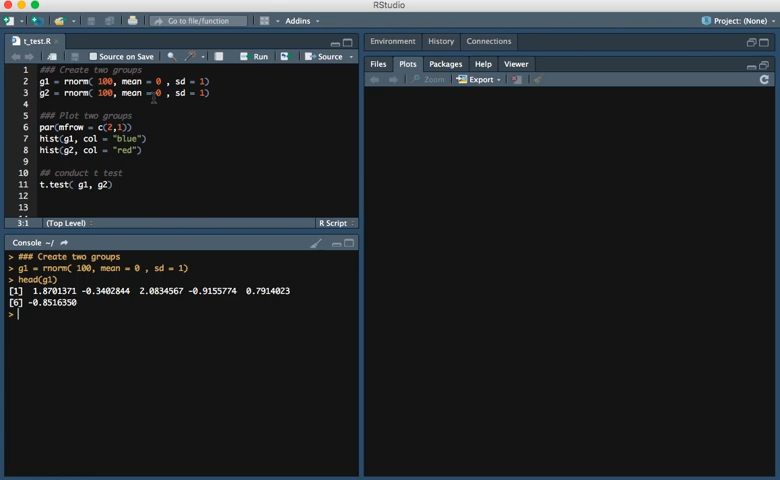 RStudio
Go to file/function
Addins
Project: (None)
t_test.R
Source on Save
Run
Source
1 ### Create two groups
2 g1 = rnorm( 100, mean = 0 , sd = 1)
3 g2 = rnorm( 100, mean = 0 , sd = 1)
4
5 ### Plot two groups
6 par(mfrow = c(2,1))
7 hist(g1, col = "blue")
8 hist(g2, col = "red")
9
10 ## conduct t test
11 t.test( g1, g2)
12
13
3:1 (Top Level) R Script
Console ~/
> ### Create two groups
> g1 = rnorm( 100, mean = 0 , sd = 1)
> head(g1)
[1] 1.8701371 -0.3402844 2.0834567 -0.9155774 0.7914023
[6] -0.8516350
>
Environment History Connections
Files Plots Packages Help Viewer
Zoom Export